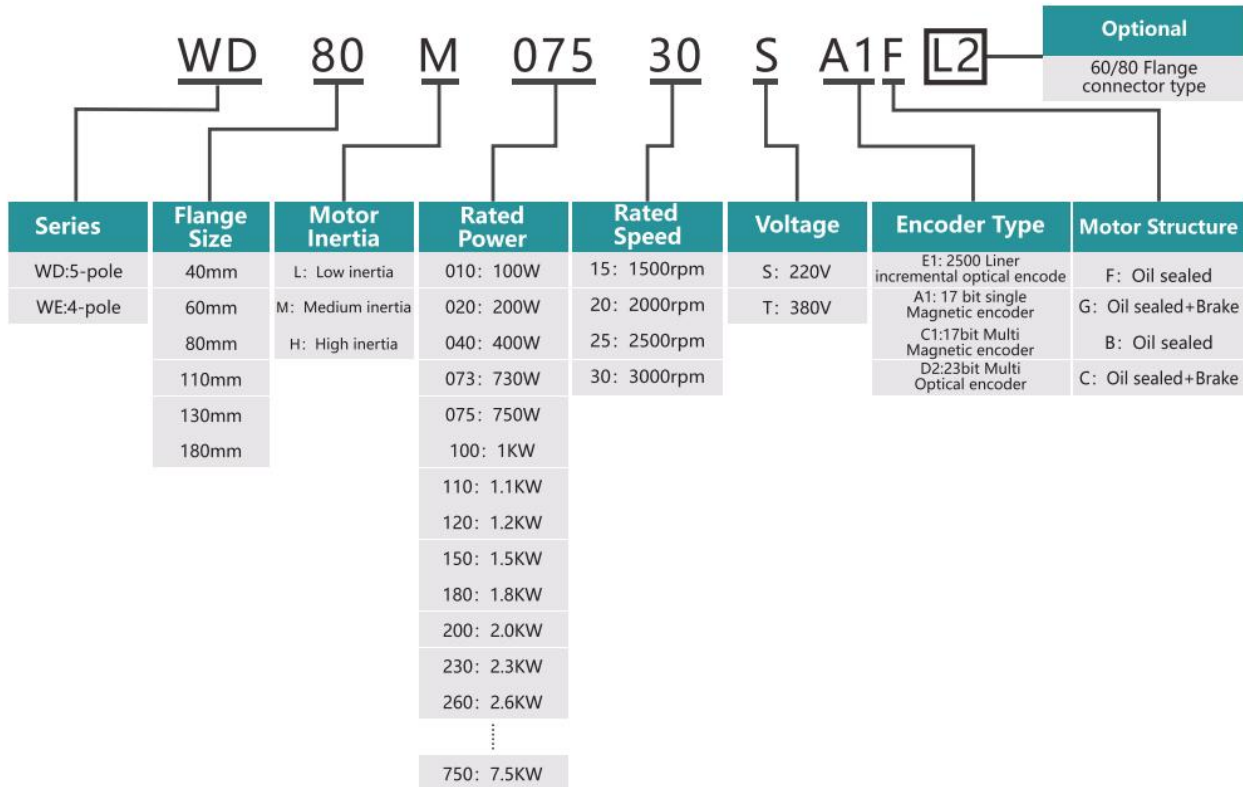 WD 80 M 075 30 S A1 F L2
Optional
60/80 Flange
connector type
Series
WD:5-pole
WE:4-pole
Flange
Size
40mm
60mm
80mm
110mm
130mm
180mm
Motor
Inertia
L: Low inertia
M: Medium inertia
H: High inertia
Rated
Power
010: 100W
020: 200W
040: 400W
073: 730W
075: 750W
100: 1KW
110: 1.1KW
120: 1.2KW
150: 1.5KW
180: 1.8KW
200: 2.0KW
230: 2.3KW
260: 2.6KW
750: 7.5KW
Rated
Speed
15: 1500rpm
20: 2000rpm
25: 2500rpm
30: 3000rpm
Voltage
S: 220V
T: 380V
Encoder Type
E1: 2500 Liner
incremental optical encode
A1: 17 bit single
Magnetic encoder
C1:17bit Multi
Magnetic encoder
D2:23bit Multi
Optical encoder
Motor Structure
F: Oil sealed
G: Oil sealed+Brake
B: Oil sealed
C: Oil sealed+Brake